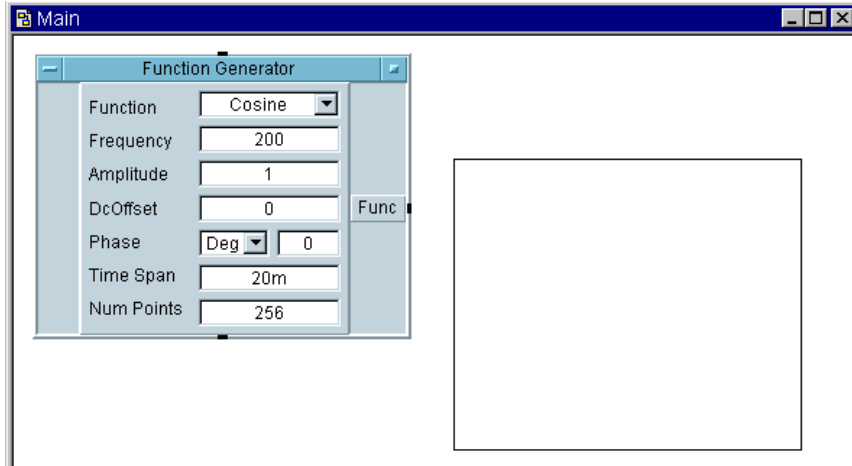 Main
Function Generator
Function Cosine
Frequency 200
Amplitude 1
DcOffset 0 Func
Phase Deg 0
Time Span 20m
Num Points 256